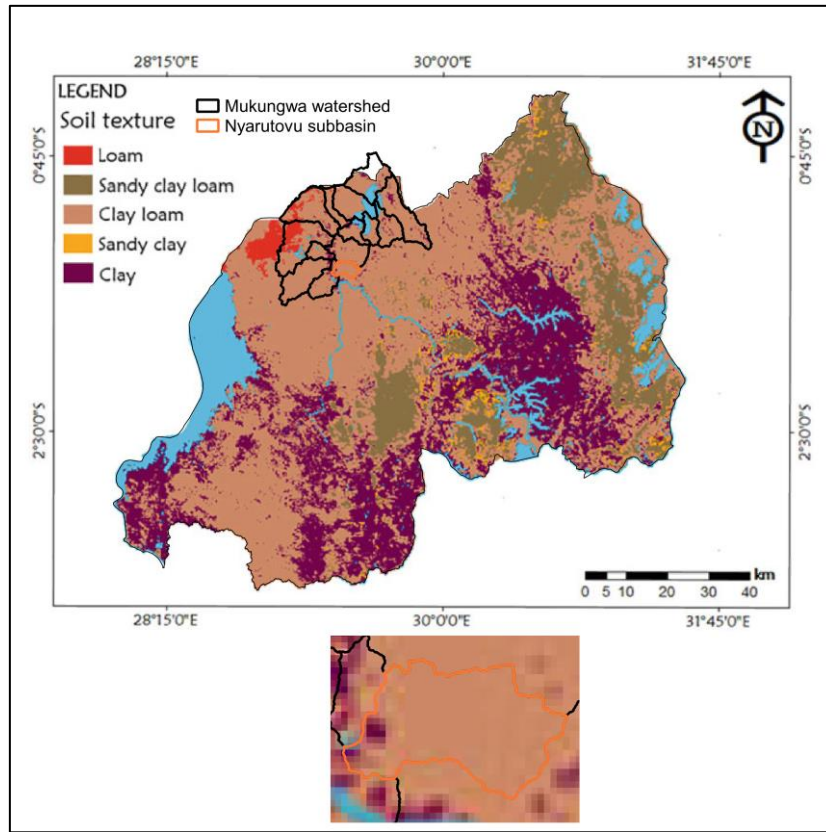 28°15'0"E 30°0'0"E 31°45'0"E
LEGEND
Mukungwa watershed
Nyarutovu subbasin
Soil texture
Loam
Sandy clay loam
Clay loam
Sandy clay
Clay
N
0°45'0"S 0°45'0"S
2°30'0"S 2°30'0"S
km
0 5 10 20 30 40
28°15'0"E 30°0'0"E 31°45'0"E